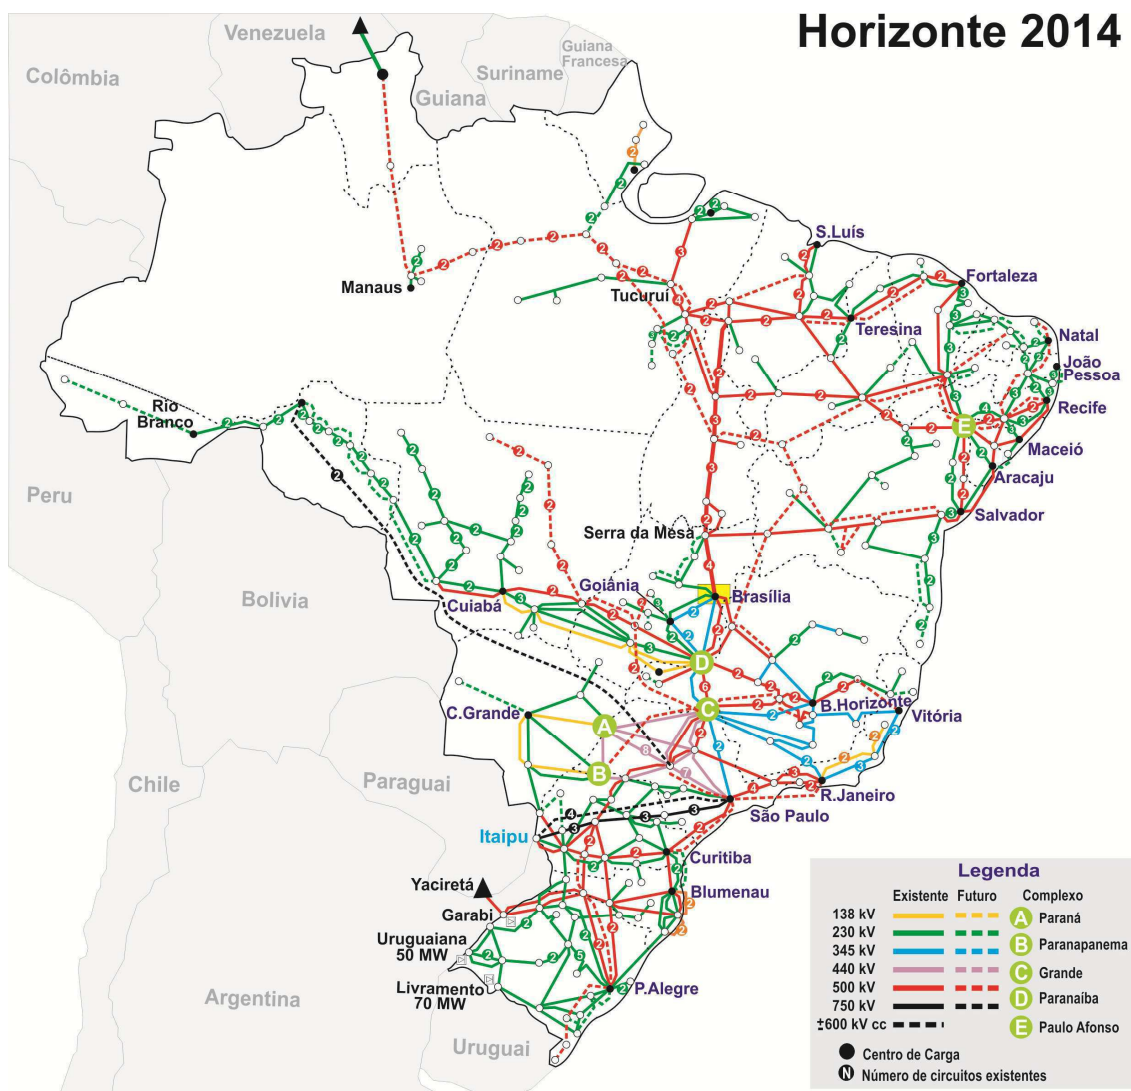 Horizonte 2014
Venezuela
Colômbia
Guiana
Francesa
Suriname
Guiana
S.Luís
Fortaleza
Manaus
Tucuruí
Teresina
Natal
João
Pessoa
Rio
Branco
Recife
Maceió
Aracaju
Peru
Salvador
Serra da Mesa
Goiânia
Brasília
Cuiabá
Bolivia
D
C.Grande
A
C
B.Horizonte
Vitória
B
E
Chile
Paraguai
R.Janeiro
São Paulo
Itaipu
Curitiba
Yaciretá
Blumenau
Garabi
Uruguaiana
50 MW
Livramento
70 MW
P.Alegre
Argentina
Uruguai
Legenda
Existente Futuro Complexo
138 kV A Paraná
230 kV B Paranapanema
345 kV
440 kV C Grande
500 kV D Paranaíba
750 kV
±600 kV cc E Paulo Afonso
Centro de Carga
N Número de circuitos existentes